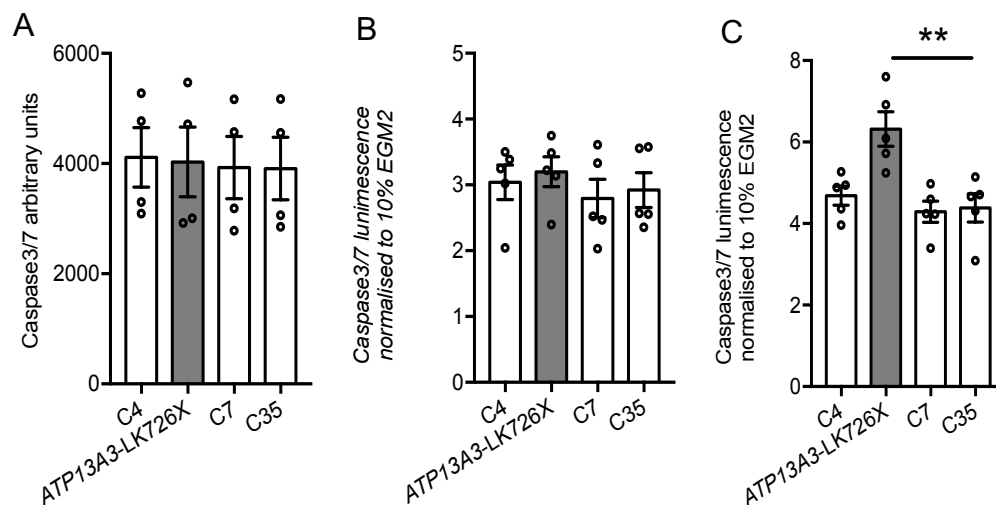 A
Caspase3/7 arbitrary units
6000
4000
2000
0
C4
ATP13A3-LK726X
C7
C35
B
Caspase3/7 lunimescence
normalised to 10% EGM2
5
4
3
2
1
0
C4
ATP13A3-LK726X
C7
C35
C
Caspase3/7 luminescence
normalised to 10% EGM2
8
6
4
2
0
**
C4
ATP13A3-LK726X
C7
C35